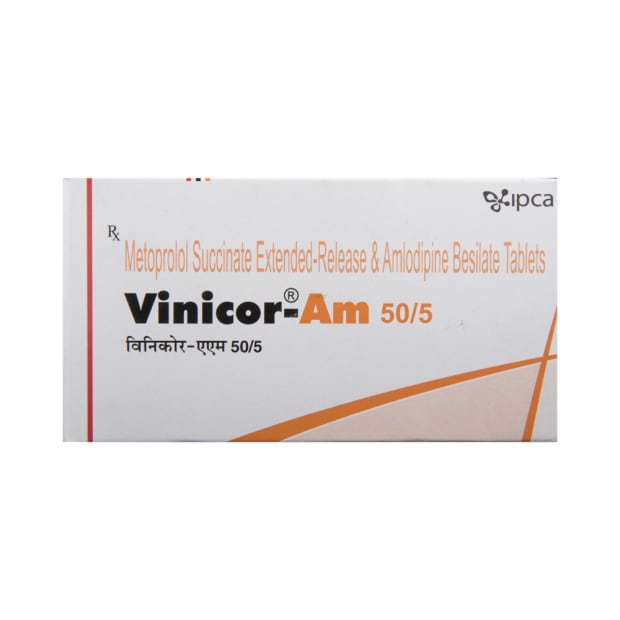 ipca
Rx
Metoprolol Succinate Extended-Release & Amlodipine Besilate Tablets
Vinicor®-Am 50/5
विनिकोर-एएम 50/5